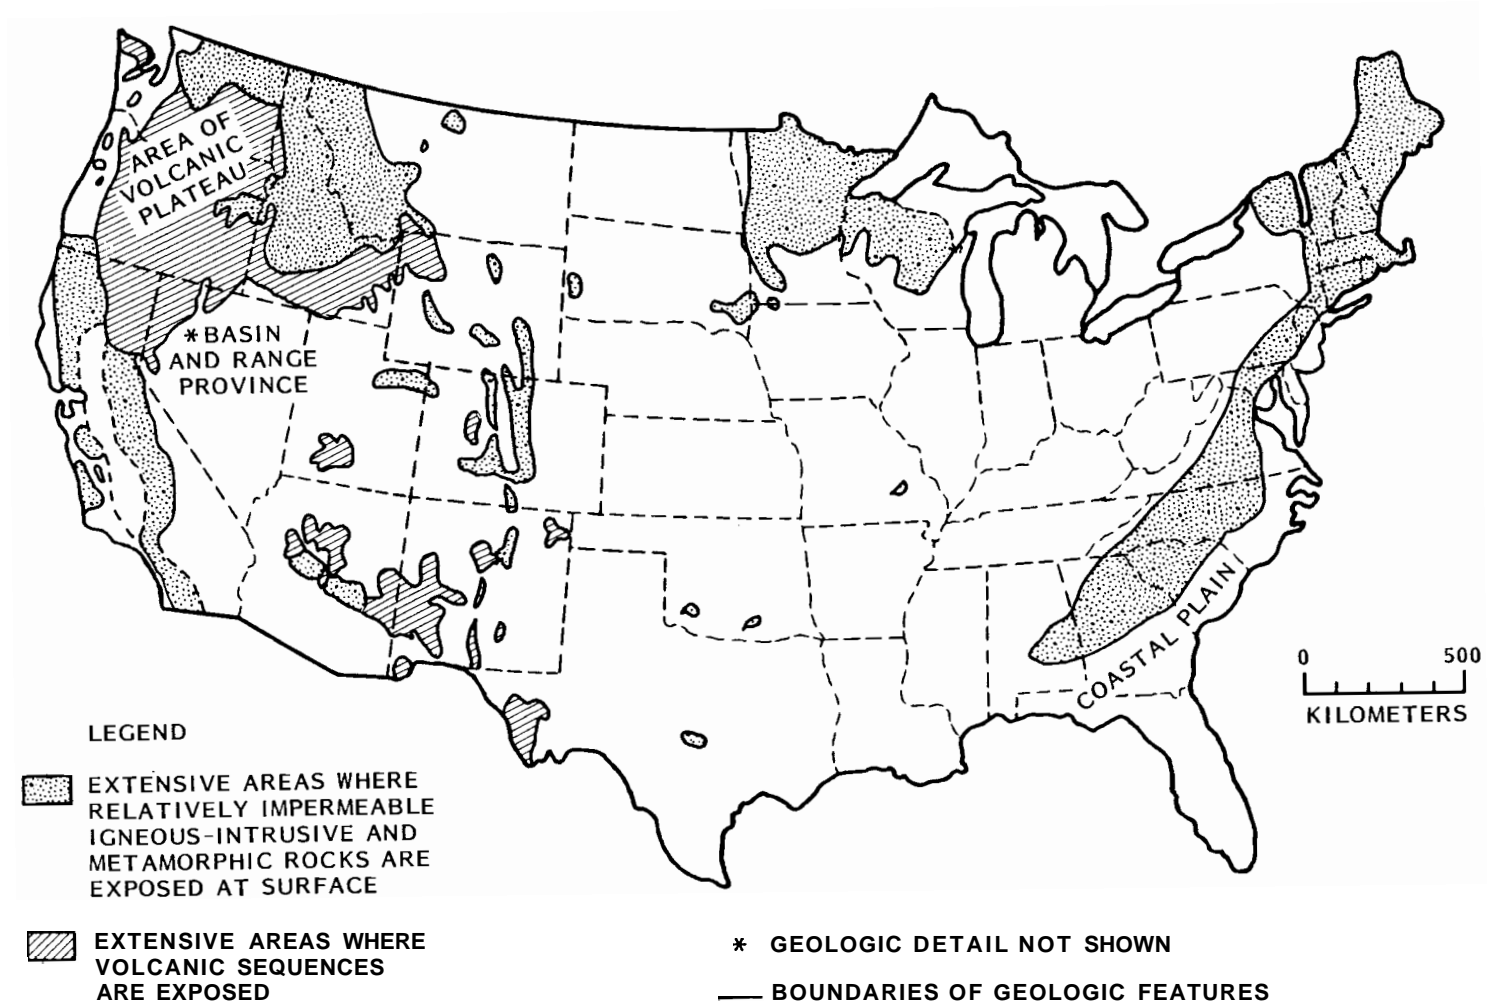 AREA OF
VOLCANIC
PLATEAU
* BASIN
AND RANGE
PROVINCE
COASTAL PLAIN
0 500
KILOMETERS
LEGEND
EXTENSIVE AREAS WHERE
RELATIVELY IMPERMEABLE
IGNEOUS-INTRUSIVE AND
METAMORPHIC ROCKS ARE
EXPOSED AT SURFACE
EXTENSIVE AREAS WHERE
VOLCANIC SEQUENCES
ARE EXPOSED
* GEOLOGIC DETAIL NOT SHOWN
BOUNDARIES OF GEOLOGIC FEATURES